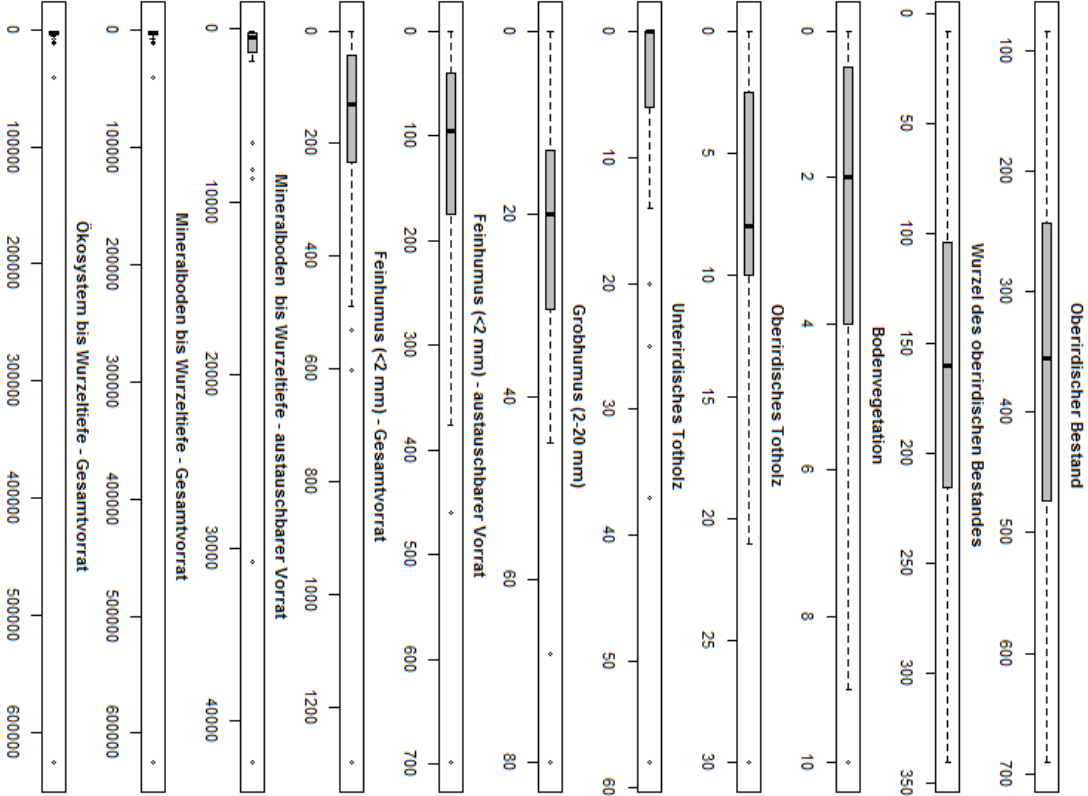 Oberirdischer Bestand
100 200 300 400 500 600 700
Wurzel des oberirdischen Bestandes
0 50 100 150 200 250 300 350
Bodenvegetation
0 2 4 6 8 10
Oberirdisches Totholz
0 5 10 15 20 25 30
Unterirdisches Totholz
0 10 20 30 40 50 60
Grobhumus (2-20 mm)
0 20 40 60 80
Feinhumus (<2 mm) - austauschbarer Vorrat
0 100 200 300 400 500 600 700
Feinhumus (<2 mm) - Gesamtvorrat
0 200 400 600 800 1000 1200
Mineralboden bis Wurzeltiefe - austauschbarer Vorrat
0 10000 20000 30000 40000
Mineralboden bis Wurzeltiefe - Gesamtvorrat
0 100000 200000 300000 400000 500000 600000
Ökosystem bis Wurzeltiefe - Gesamtvorrat
0 100000 200000 300000 400000 500000 600000